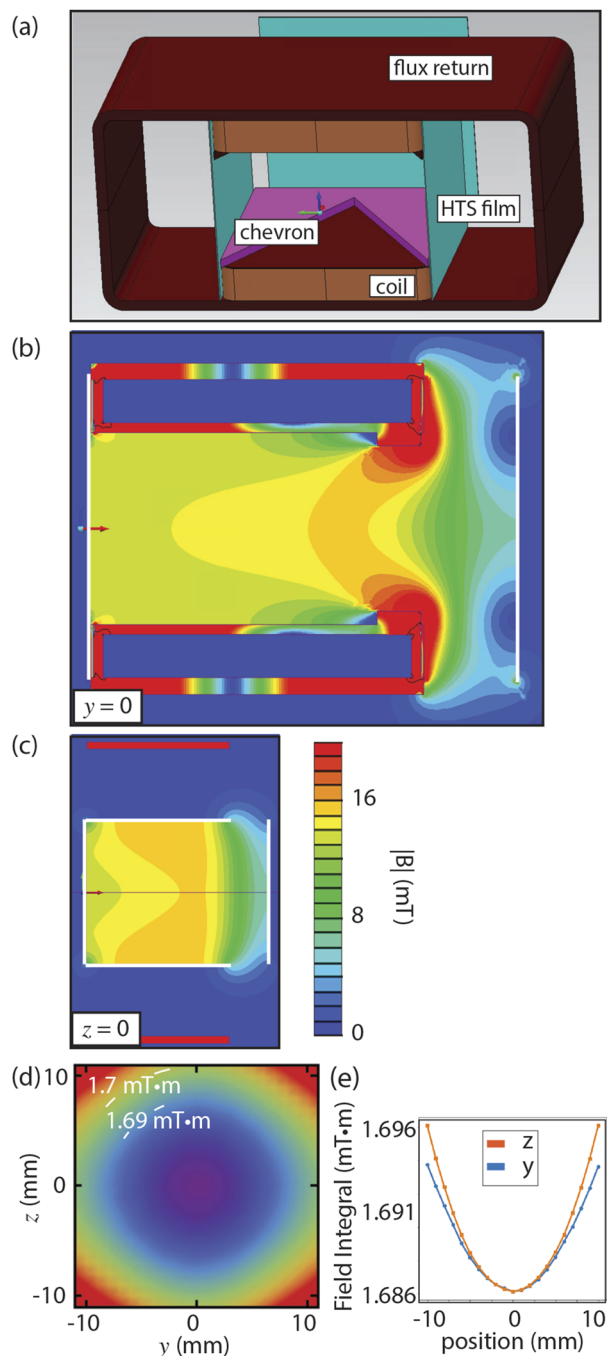 (a)
flux return
HTS film
chevron
coil
(b)
y = 0
(c)
16
8
0
|B| (mT)
z = 0
(d)
1.7 mT•m
1.69 mT•m
10
0
-10
z (mm)
-10
0
10
y (mm)
(e)
z
y
1.696
1.691
1.686
Field Integral (mT•m)
-10
0
10
position (mm)